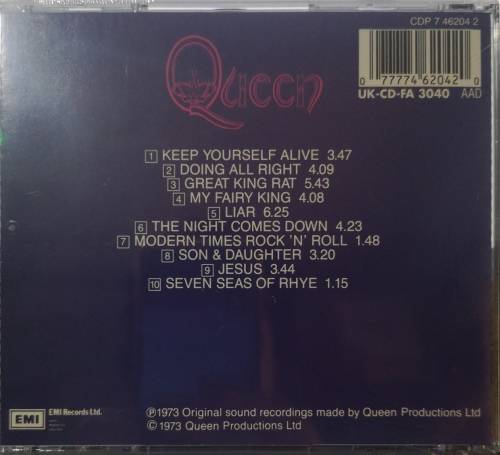 CDP 7 46204 2
Queen
0 77774 62042 0
UK-CD-FA 3040 AAD
1 KEEP YOURSELF ALIVE 3.47
2 DOING ALL RIGHT 4.09
3 GREAT KING RAT 5.43
4 MY FAIRY KING 4.08
5 LIAR 6.25
6 THE NIGHT COMES DOWN 4.23
7 MODERN TIMES ROCK 'N' ROLL 1.48
8 SON & DAUGHTER 3.20
9 JESUS 3.44
10 SEVEN SEAS OF RHYE 1.15
EMI EMI Records Ltd.
℗1973 Original sound recordings made by Queen Productions Ltd
©1973 Queen Productions Ltd